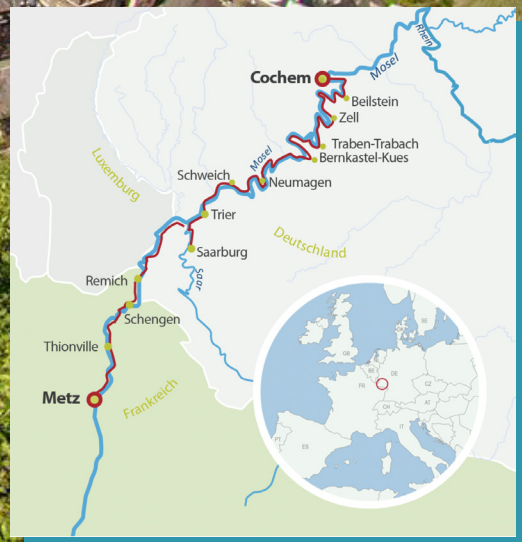 Rhein
Mosel
Cochem
Beilstein
Zell
Traben-Trabach
Bernkastel-Kues
Mosel
Luxemburg
Schweich
Neumagen
Trier
Deutschland
Saarburg
Saar
Remich
Schengen
Thionville
Metz
Frankreich
SE
GB
BE
DE
FR
CZ
CH
AT
IT
PT
ES